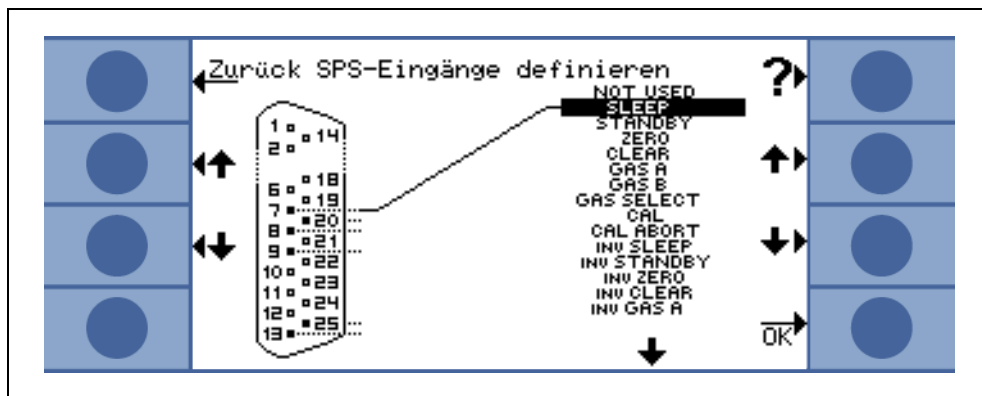 Zurück SPS-Eingänge definieren
?
NOT USED
SLEEP
STANDBY
ZERO
CLEAR
GAS A
GAS B
GAS SELECT
CAL
CAL ABORT
INV SLEEP
INV STANDBY
INV ZERO
INV CLEAR
INV GAS A
1
14
2
18
6
19
7
20
8
21
9
22
10
23
11
24
12
25
13
OK